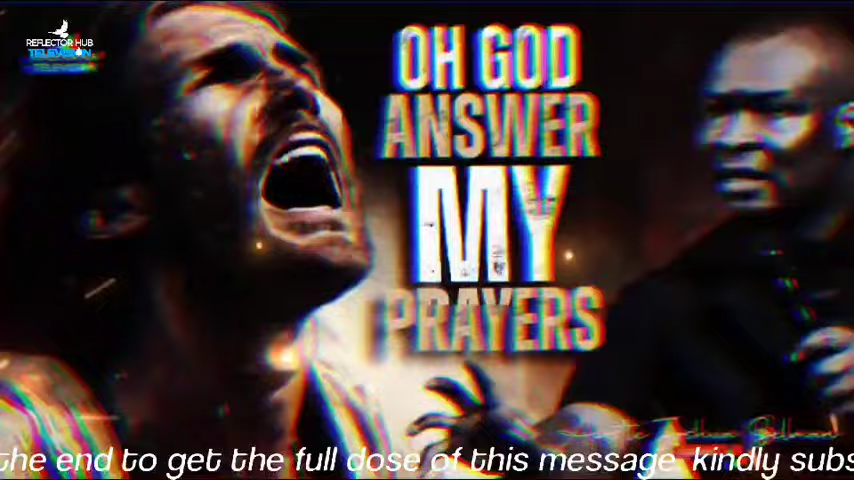 REFLECTOR HUB
TELEVISION
OH GOD
ANSWER
MY
PRAYERS
the end to get the full dose of this message, kindly subs